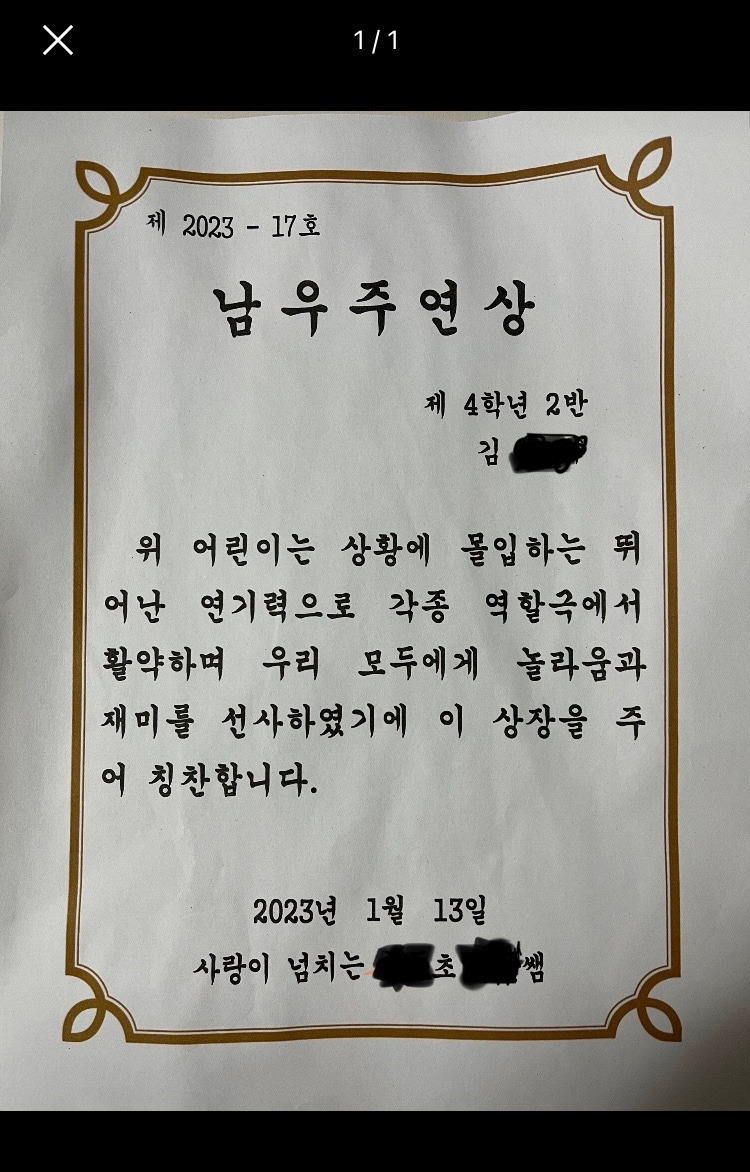 1/1
제 2023 - 17호
남우주연상
제 4학년 2반
김
위 어린이는 상황에 몰입하는 뛰
어난 연기력으로 각종 역할극에서
활약하며 우리 모두에게 놀라움과
재미를 선사하였기에 이 상장을 주
어 칭찬합니다.
2023년 1월 13일
사랑이 넘치는 초 쌤